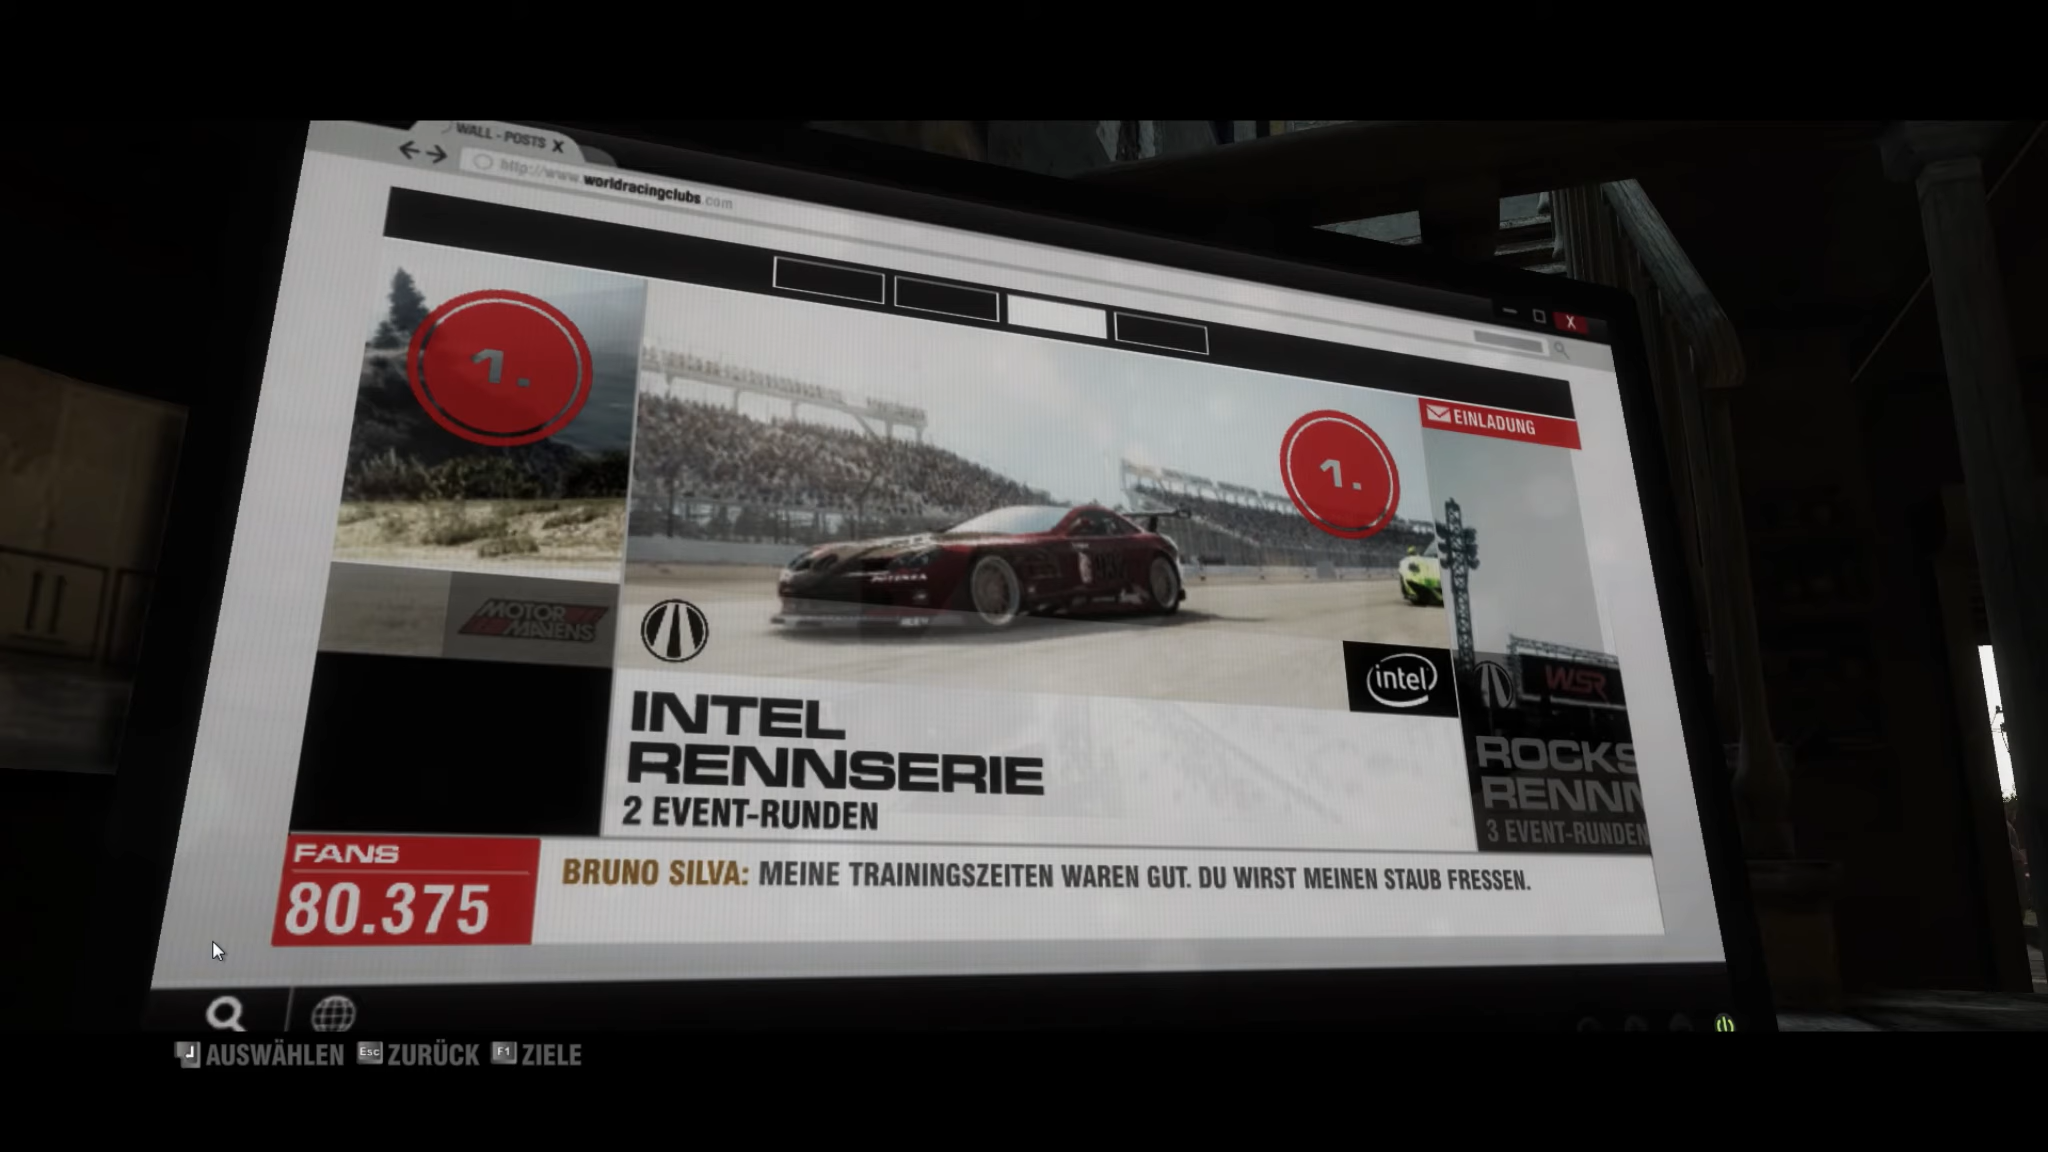 WALL - POSTS X
http://www.worldracingclubs.com
X
EINLADUNG
1.
1.
MOTOR
MAVENS
intel
WSR
INTEL
RENNSERIE
2 EVENT-RUNDEN
ROCKS
RENNN
3 EVENT-RUNDEN
FANS
80.375
BRUNO SILVA: MEINE TRAININGSZEITEN WAREN GUT. DU WIRST MEINEN STAUB FRESSEN.
AUSWÄHLEN Esc ZURÜCK F1 ZIELE